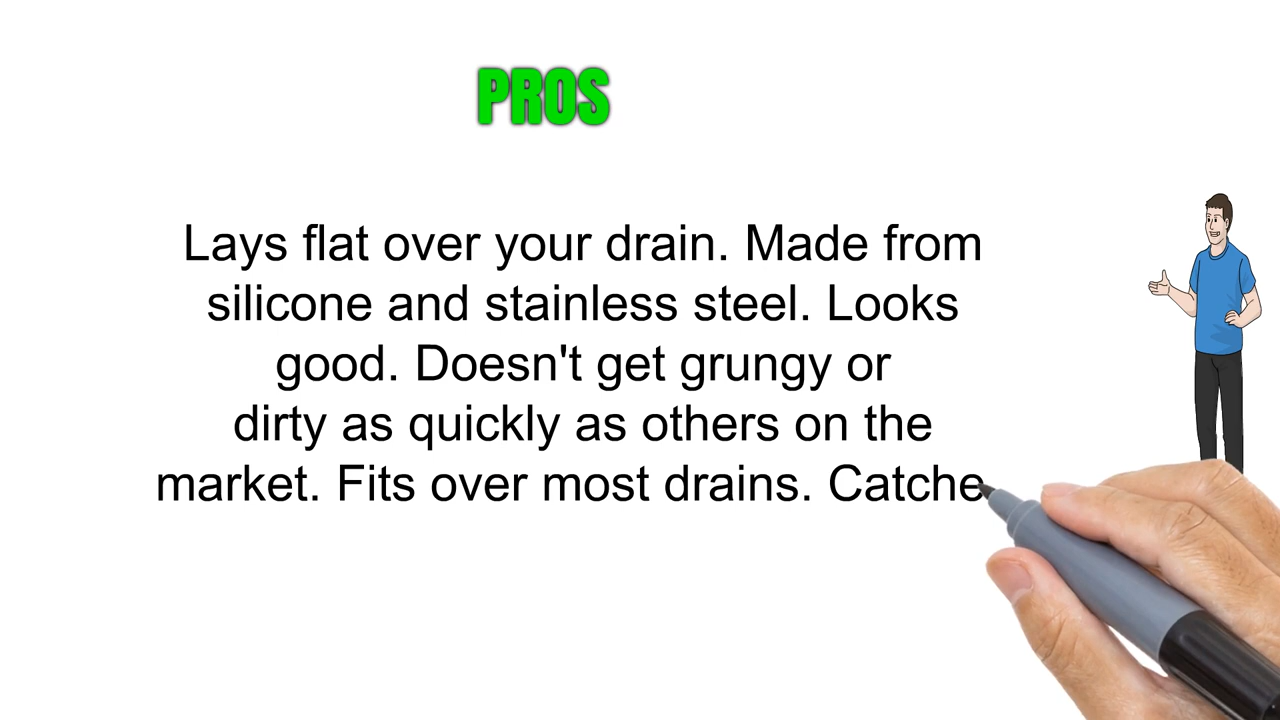 PROS
Lays flat over your drain. Made from
silicone and stainless steel. Looks
good. Doesn't get grungy or
dirty as quickly as others on the
market. Fits over most drains. Catche